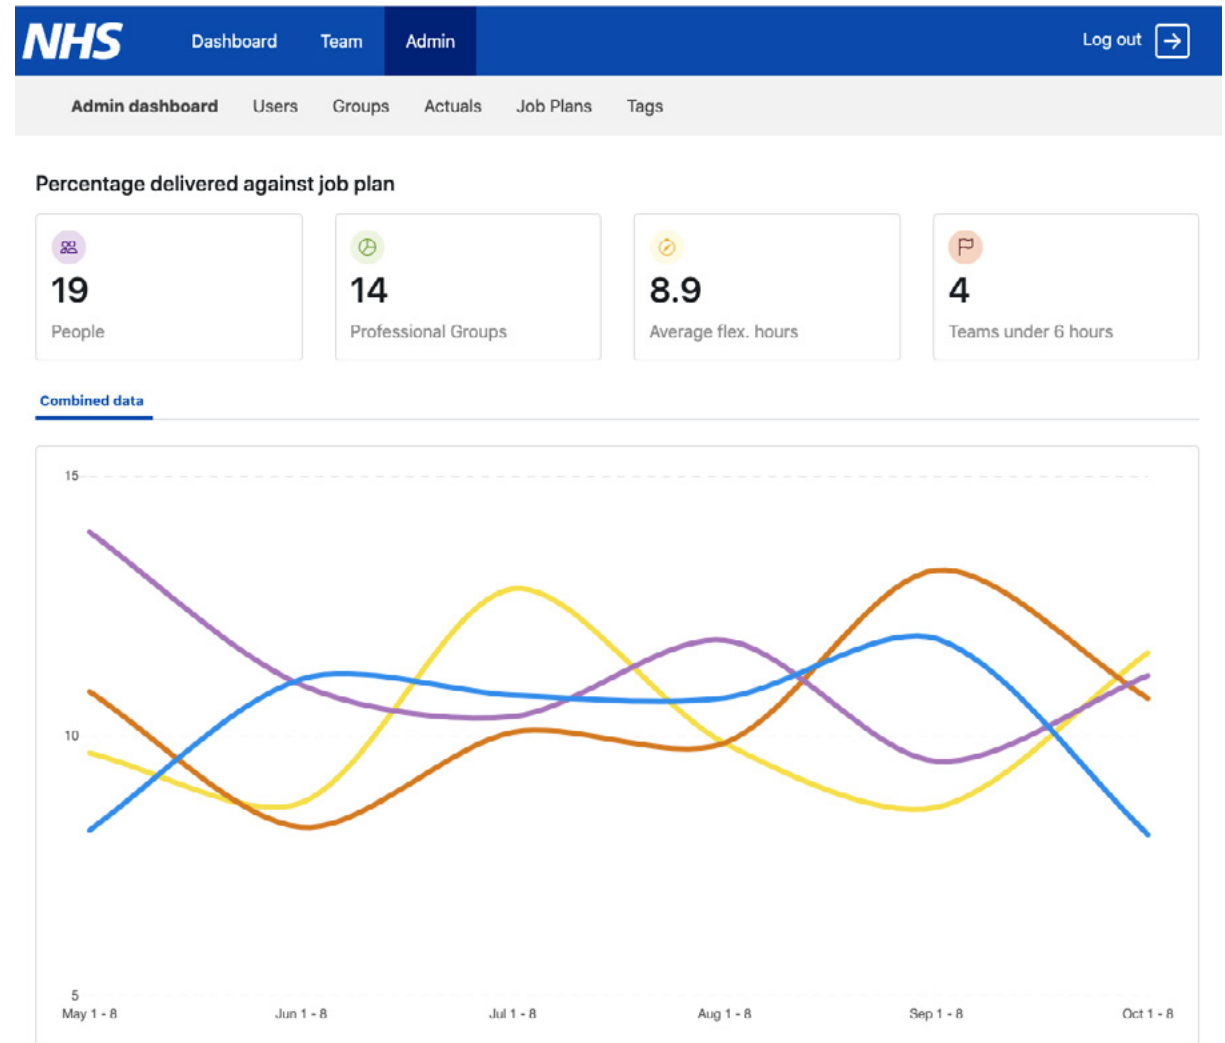 NHS Dashboard Team Admin Log out
Admin dashboard Users Groups Actuals Job Plans Tags
Percentage delivered against job plan
19 14 8.9 4
People Professional Groups Average flex. hours Teams under 6 hours
Combined data
15
10
5
May 1 - 8 Jun 1 - 8 Jul 1 - 8 Aug 1 - 8 Sep 1 - 8 Oct 1 - 8